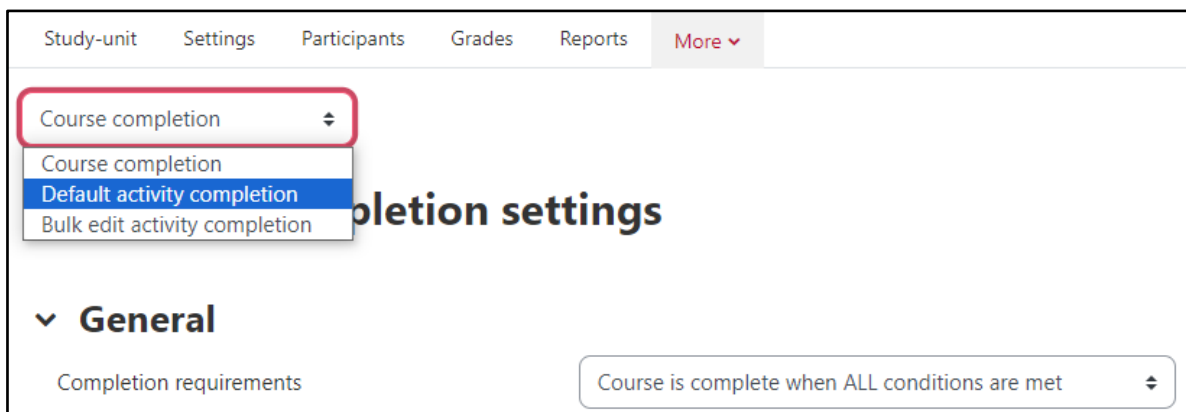 Study-unit Settings Participants Grades Reports More
Course completion
Course completion
Default activity completion
Bulk edit activity completion
pletion settings
General
Completion requirements Course is complete when ALL conditions are met